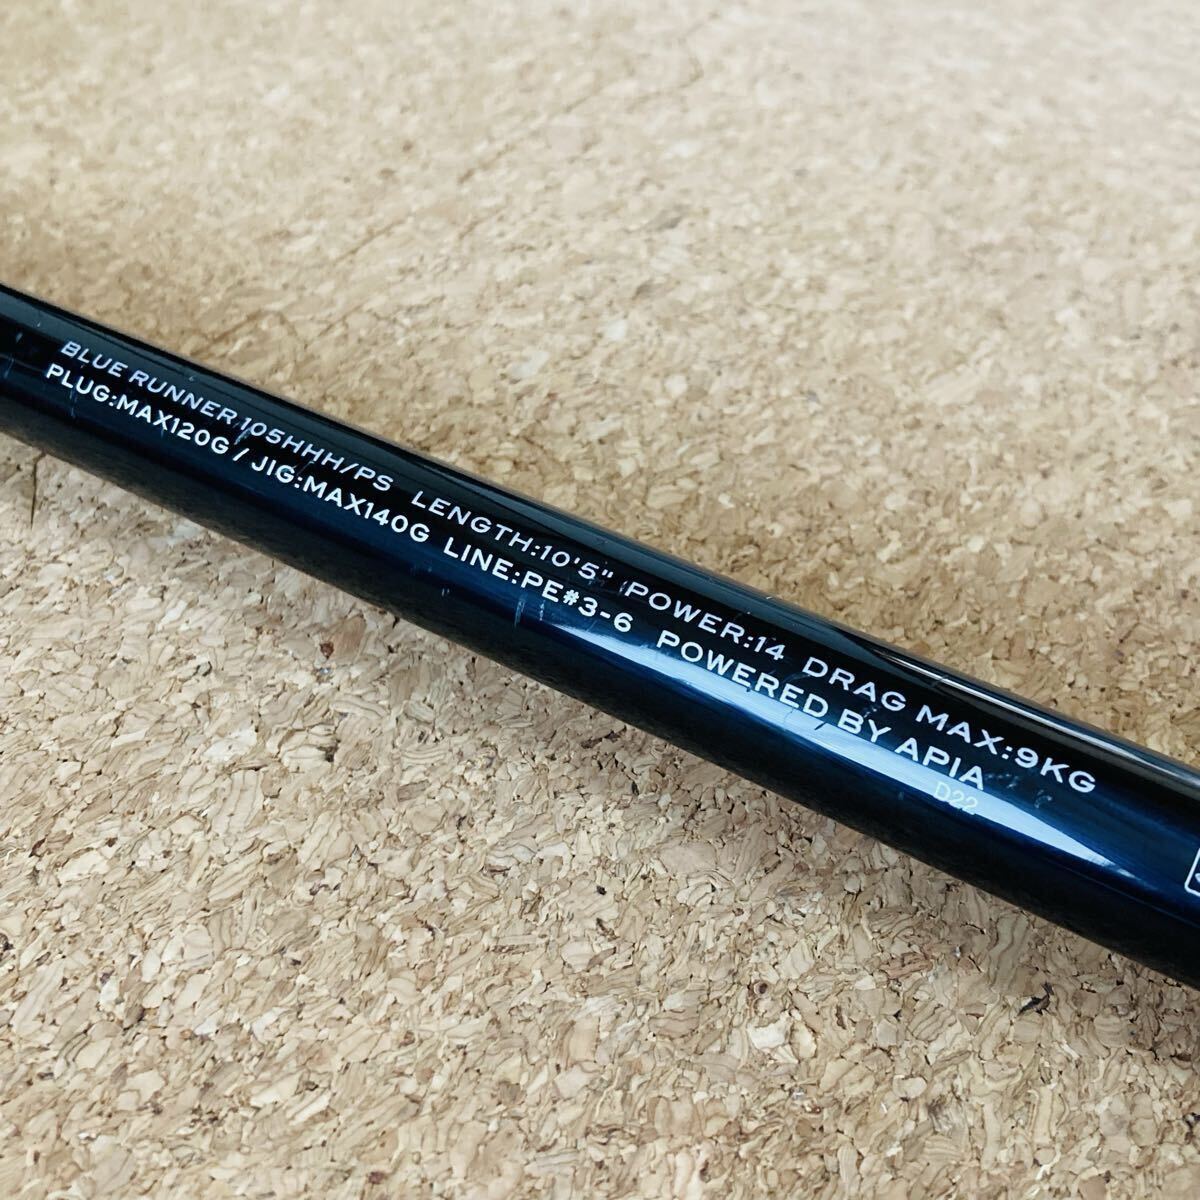 BLUE RUNNER 105HHH/PS LENGTH:10'5" POWER:14 DRAG MAX:9KG
PLUG:MAX120G / JIG:MAX140G LINE:PE#3-6 POWERED BY APIA
D22